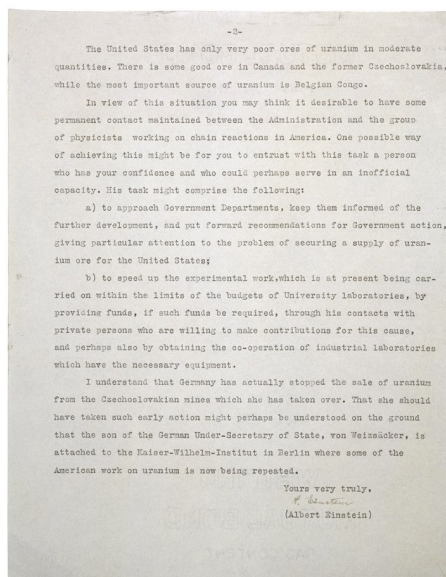 -2-
The United States has only very poor ores of uranium in moderate
quantities. There is some good ore in Canada and the former Czechoslovakia,
while the most important source of uranium is Belgian Congo.
In view of this situation you may think it desirable to have some
permanent contact maintained between the Administration and the group
of physicists working on chain reactions in America. One possible way
of achieving this might be for you to entrust with this task a person
who has your confidence and who could perhaps serve in an inofficial
capacity. His task might comprise the following:
a) to approach Government Departments, keep them informed of the
further development, and put forward recommendations for Government action,
giving particular attention to the problem of securing a supply of uran-
ium ore for the United States;
b) to speed up the experimental work,which is at present being car-
ried on within the limits of the budgets of University laboratories, by
providing funds, if such funds be required, through his contacts with
private persons who are willing to make contributions for this cause,
and perhaps also by obtaining the co-operation of industrial laboratories
which have the necessary equipment.
I understand that Germany has actually stopped the sale of uranium
from the Czechoslovakian mines which she has taken over. That she should
have taken such early action might perhaps be understood on the ground
that the son of the German Under-Secretary of State, von Weizsäcker, is
attached to the Kaiser-Wilhelm-Institut in Berlin where some of the
American work on uranium is now being repeated.
Yours very truly,
A. Einstein
(Albert Einstein)